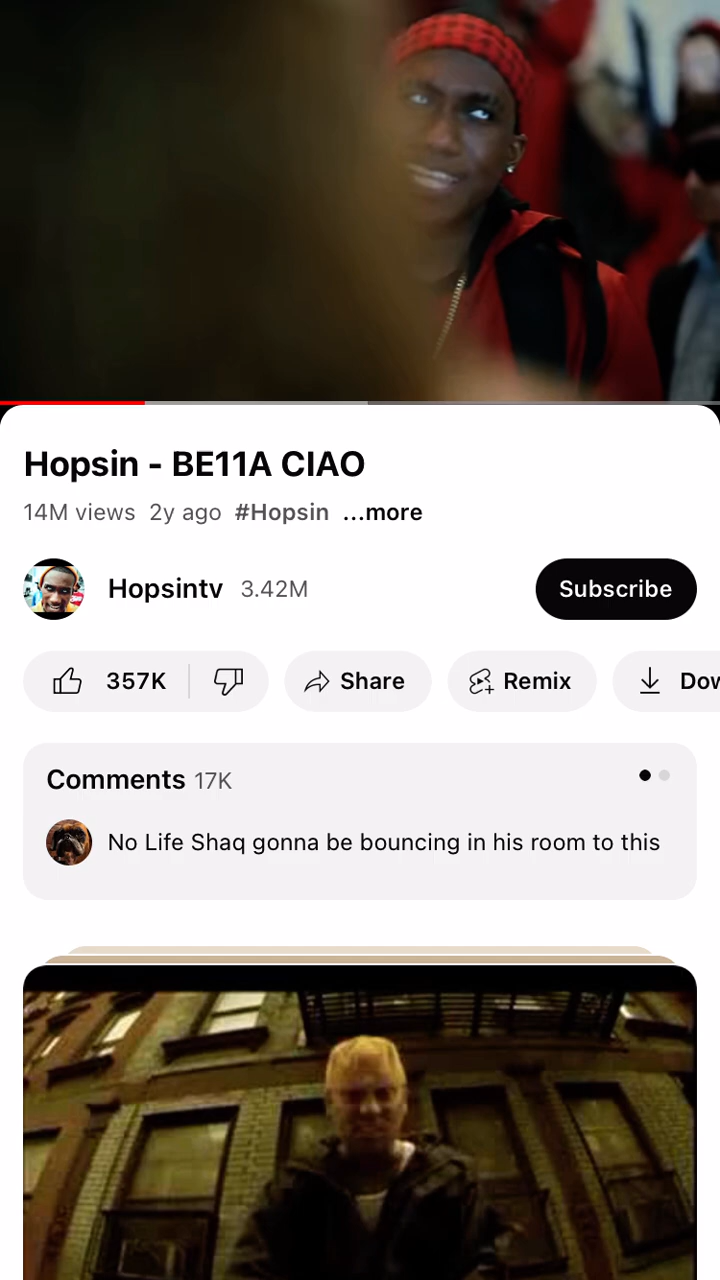 Hopsin - BE11A CIAO
14M views 2y ago #Hopsin ...more
Hopsintv 3.42M Subscribe
357K Share Remix Dow
Comments 17K
No Life Shaq gonna be bouncing in his room to this